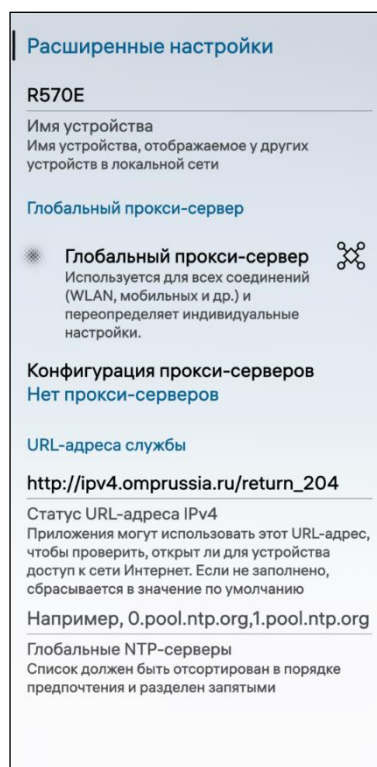 Расширенные настройки
R570E
Имя устройства
Имя устройства, отображаемое у других
устройств в локальной сети
Глобальный прокси-сервер
Глобальный прокси-сервер
Используется для всех соединений
(WLAN, мобильных и др.) и
переопределяет индивидуальные
настройки.
Конфигурация прокси-серверов
Нет прокси-серверов
URL-адреса службы
http://ipv4.omprussia.ru/return_204
Статус URL-адреса IPv4
Приложения могут использовать этот URL-адрес,
чтобы проверить, открыт ли для устройства
доступ к сети Интернет. Если не заполнено,
сбрасывается в значение по умолчанию
Например, 0.pool.ntp.org,1.pool.ntp.org
Глобальные NTP-серверы
Список должен быть отсортирован в порядке
предпочтения и разделен запятыми